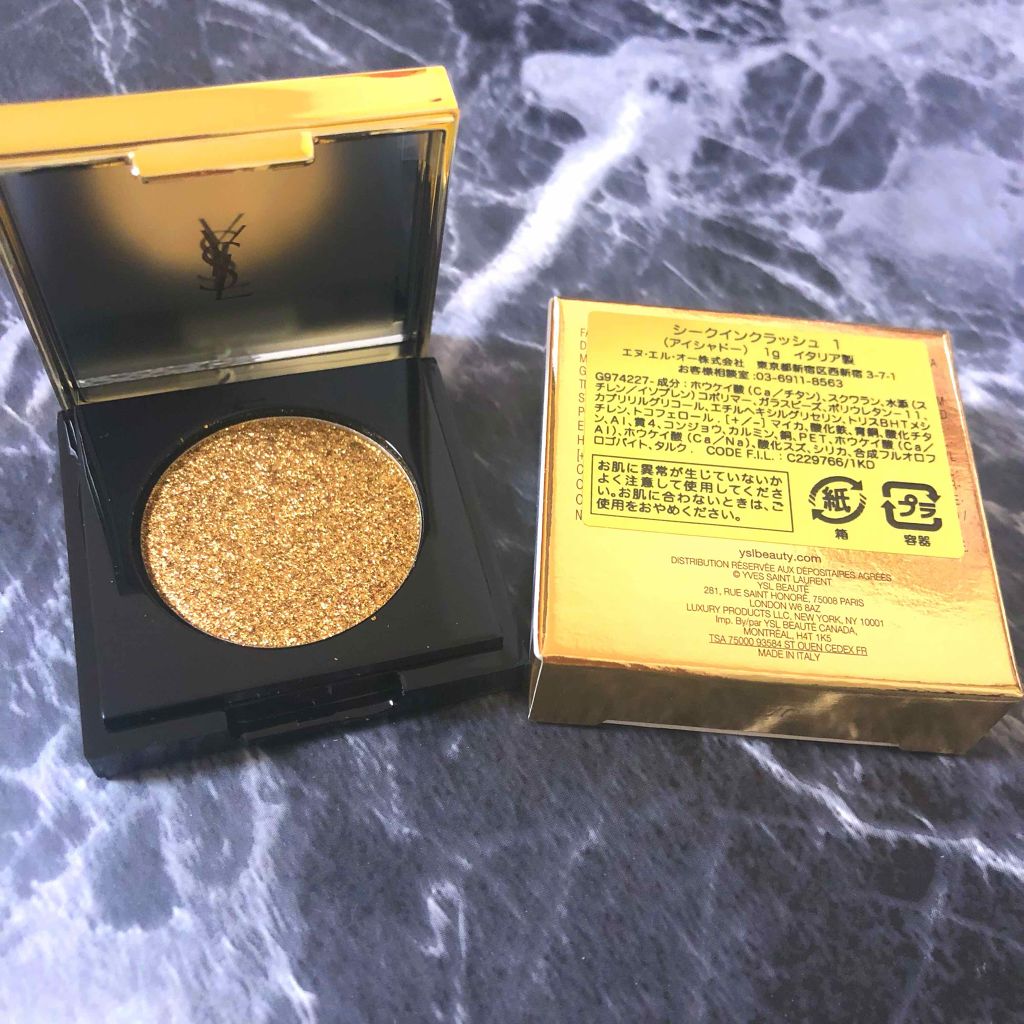 YSL
シークインクラッシュ 1
(アイシャドー) 1g イタリア製
エヌ・エル・オー株式会社 東京都新宿区西新宿3-7-1
お客様相談室:03-6911-8563
G974227-成分:ホウケイ酸(Ca/チタン)、スクワラン、水添(ス
チレン/イソプレン)コポリマー、ガラスビーズ、ポリウレタン-11、
カプリリルグリコール、エチルヘキシルグリセリン、トリスBHTメシ
チレン、トコフェロール、[+/-] マイカ、酸化鉄、青銅、酸化チタ
ン、Al、黄4、コンジョウ、カルミン、銅、PET、ホウケイ酸(Ca/
Al)、ホウケイ酸(Ca/Na)、酸化スズ、シリカ、合成フルオロフ
ロゴパイト、タルク. CODE F.I.L.: C229766/1KD
お肌に異常が生じていないか
よく注意して使用してくださ
い。お肌に合わないときは、ご
使用をおやめください。
紙
箱
プラ
容器
yslbeauty.com
DISTRIBUTION RÉSERVÉE AUX DÉPOSITAIRES AGRÉÉS
© YVES SAINT LAURENT
YSL BEAUTÉ
281, RUE SAINT HONORÉ, 75008 PARIS
LONDON W6 8AZ
LUXURY PRODUCTS LLC, NEW YORK, NY 10001
Imp. By/par YSL BEAUTÉ CANADA,
MONTRÉAL, H4T 1K5
TSA 75000 93584 ST OUEN CEDEX.FR
MADE IN ITALY